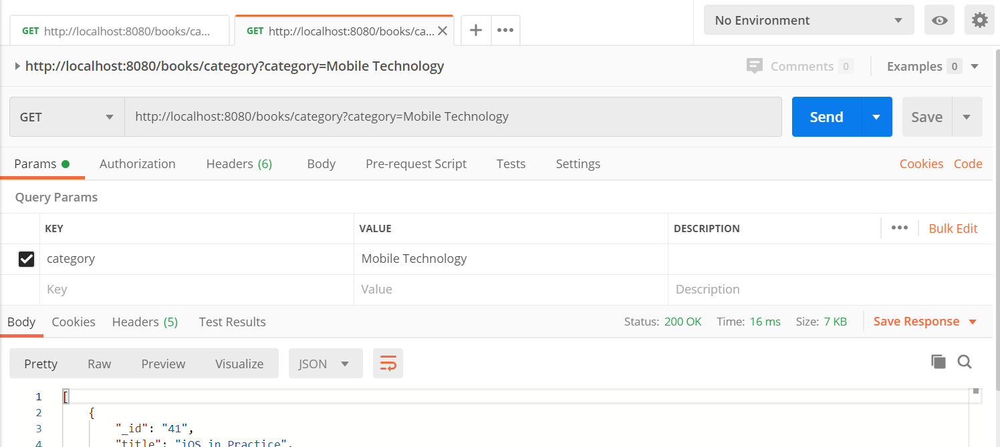 GET http://localhost:8080/books/ca... GET http://localhost:8080/books/ca... No Environment
http://localhost:8080/books/category?category=Mobile Technology Comments 0 Examples 0
GET http://localhost:8080/books/category?category=Mobile Technology Send Save
Params Authorization Headers (6) Body Pre-request Script Tests Settings Cookies Code
Query Params
KEY VALUE DESCRIPTION Bulk Edit
category Mobile Technology
Key Value Description
Body Cookies Headers (5) Test Results Status: 200 OK Time: 16 ms Size: 7 KB Save Response
Pretty Raw Preview Visualize JSON
1 [
2 {
3 "_id": "41",
4 "title": "iOS in Practice",